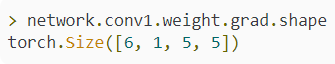 > network.conv1.weight.grad.shape
torch.Size([6, 1, 5, 5])